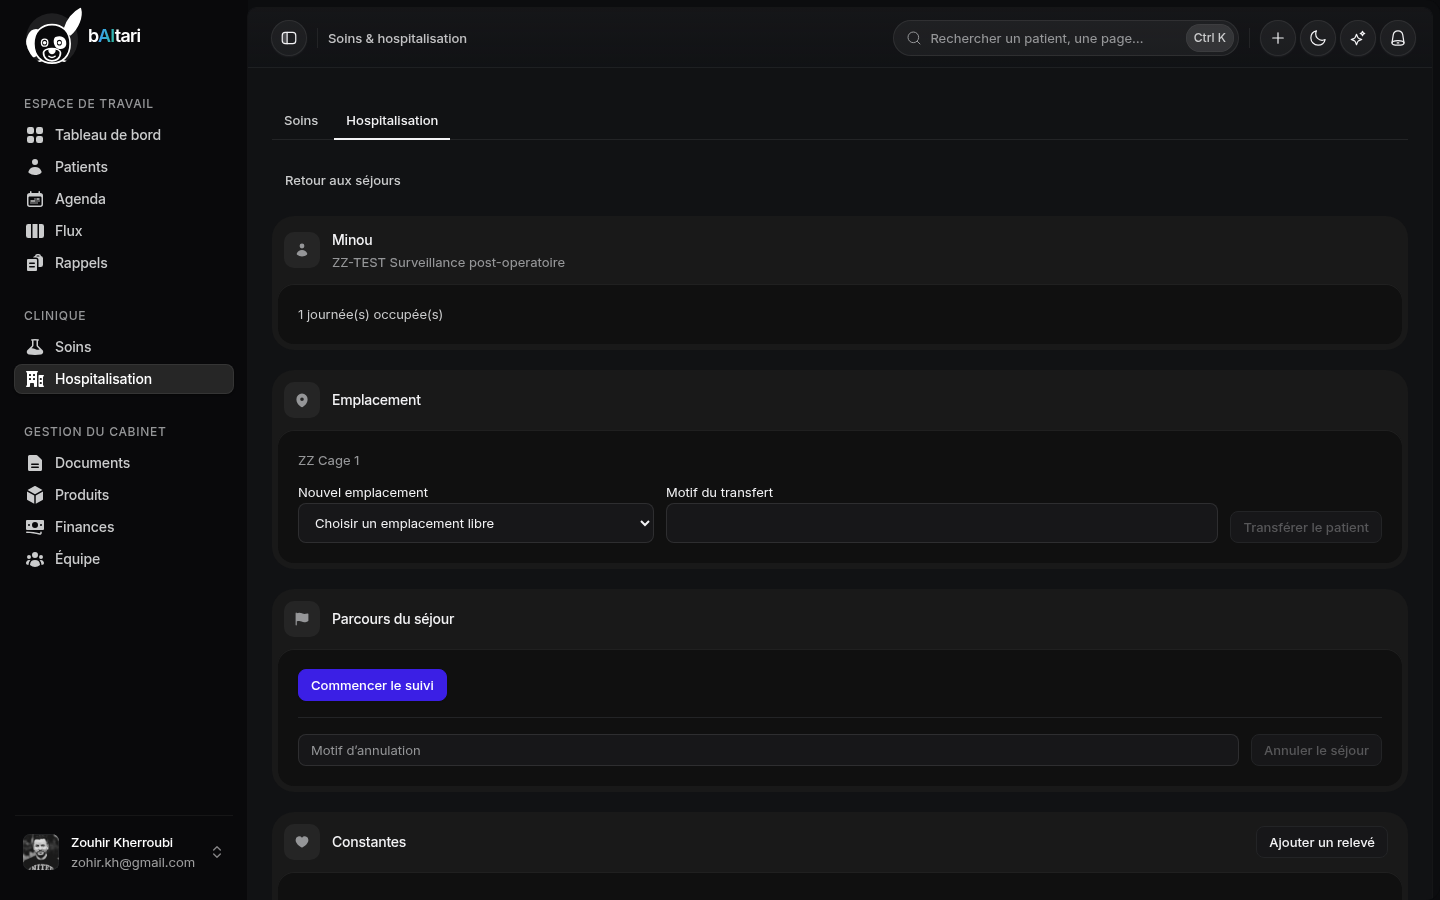 bAItari
Soins & hospitalisation
Rechercher un patient, une page...
Ctrl K
ESPACE DE TRAVAIL
Tableau de bord
Patients
Agenda
Flux
Rappels
CLINIQUE
Soins
Hospitalisation
GESTION DU CABINET
Documents
Produits
Finances
Équipe
Zouhir Kherroubi
zohir.kh@gmail.com
Soins
Hospitalisation
Retour aux séjours
Minou
ZZ-TEST Surveillance post-operatoire
1 journée(s) occupée(s)
Emplacement
ZZ Cage 1
Nouvel emplacement
Motif du transfert
Choisir un emplacement libre
Transférer le patient
Parcours du séjour
Commencer le suivi
Motif d’annulation
Annuler le séjour
Constantes
Ajouter un relevé